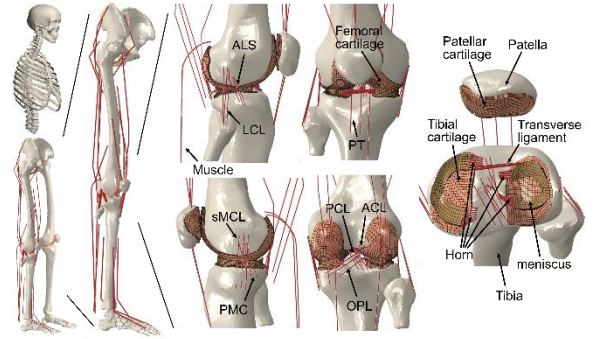 ALS
LCL
Muscle
Femoral
cartilage
PT
sMCL
PMC
PCL
ACL
OPL
Patellar
cartilage
Patella
Tibial
cartilage
Transverse
ligament
Horn
meniscus
Tibia